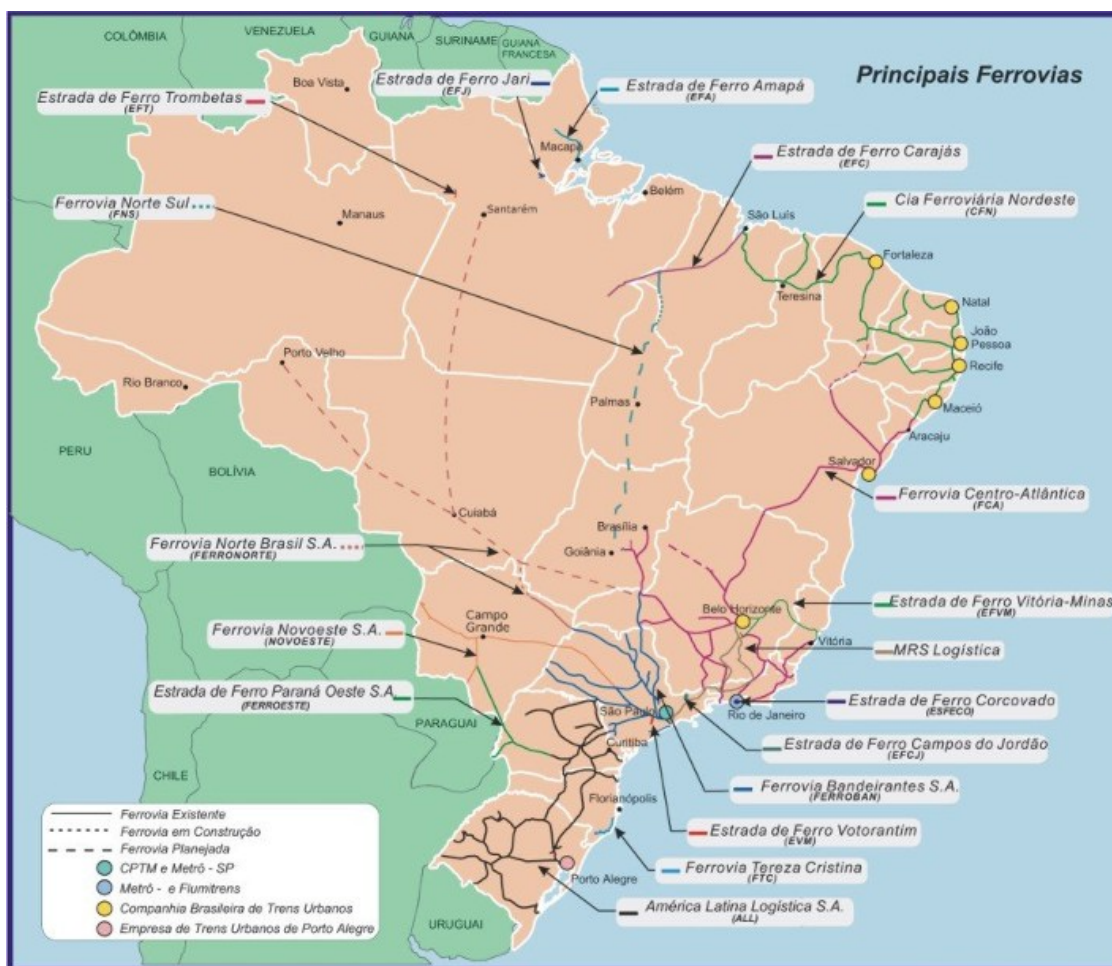 COLÔMBIA
VENEZUELA
GUIANA
SURINAME
GUIANA
FRANCESA
Principais Ferrovias
Boa Vista
Estrada de Ferro Jari
(EFJ)
Estrada de Ferro Trombetas
(EFT)
Estrada de Ferro Amapá
(EFA)
Macapá
Estrada de Ferro Carajás
(EFC)
Belém
Cia Ferroviária Nordeste
(CFN)
Ferrovia Norte Sul
(FNS)
Manaus
Santarém
São Luís
Fortaleza
Teresina
Natal
João
Pessoa
Recife
Porto Velho
Rio Branco
Palmas
Maceió
Aracaju
PERU
BOLÍVIA
Salvador
Ferrovia Centro-Atlântica
(FCA)
Cuiabá
Brasília
Goiânia
Ferrovia Norte Brasil S.A.
(FERRONORTE)
Estrada de Ferro Vitória-Minas
(EFVM)
Belo Horizonte
Campo
Grande
Ferrovia Novoeste S.A.
(NOVOESTE)
Vitória
MRS Logística
Estrada de Ferro Paraná Oeste S.A
(FERROESTE)
PARAGUAI
São Paulo
Rio de Janeiro
Estrada de Ferro Corcovado
(ESFECO)
Curitiba
Estrada de Ferro Campos do Jordão
(EFCJ)
CHILE
Ferrovia Bandeirantes S.A.
(FERROBAN)
Florianópolis
Estrada de Ferro Votorantim
(EVM)
Ferrovia Tereza Cristina
(FTC)
Porto Alegre
América Latina Logística S.A.
(ALL)
URUGUAI
Ferrovia Existente
Ferrovia em Construção
Ferrovia Planejada
CPTM e Metrô - SP
Metrô - e Flumitrens
Companhia Brasileira de Trens Urbanos
Empresa de Trens Urbanos de Porto Alegre